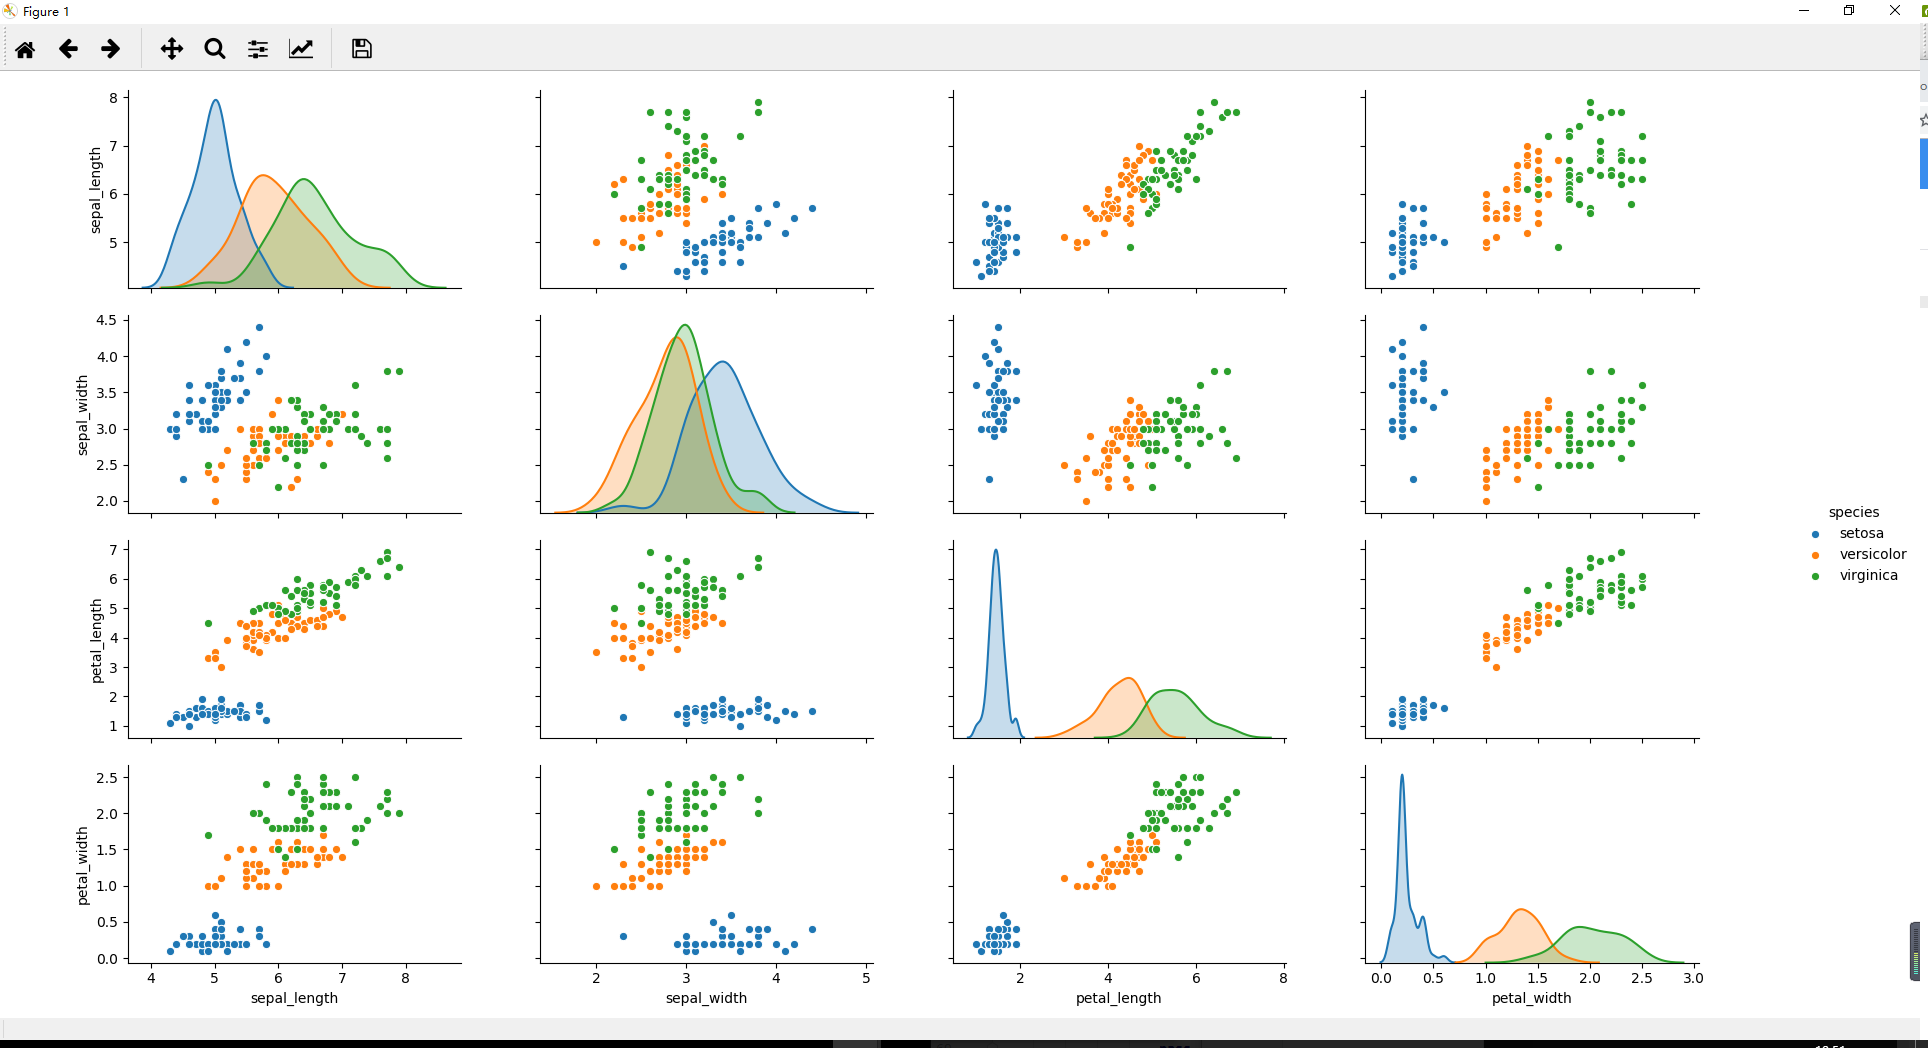 Figure 1
8
7
6
5
sepal_length
4.5
4.0
3.5
3.0
2.5
2.0
sepal_width
species
setosa
versicolor
virginica
7
6
5
4
3
2
1
petal_length
2.5
2.0
1.5
1.0
0.5
0.0
petal_width
4 5 6 7 8
2 3 4 5
2 4 6 8
0.0 0.5 1.0 1.5 2.0 2.5 3.0
sepal_length
sepal_width
petal_length
petal_width